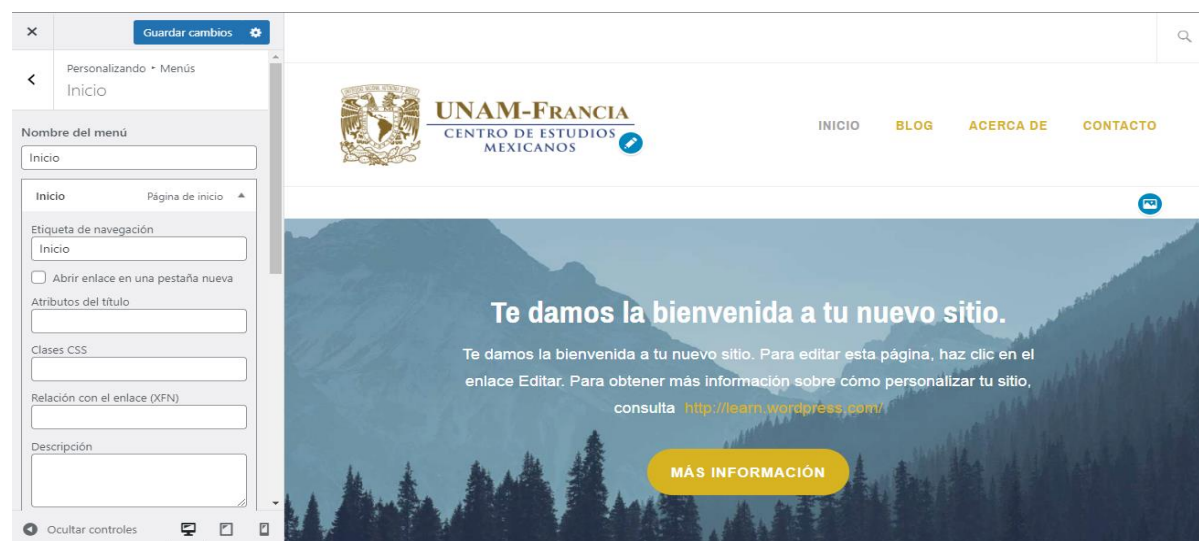 Guardar cambios
Personalizando • Menús
Inicio
Nombre del menú
Inicio
Inicio Página de inicio
Etiqueta de navegación
Inicio
Abrir enlace en una pestaña nueva
Atributos del título
Clases CSS
Relación con el enlace (XFN)
Descripción
Ocultar controles
UNAM-FRANCIA
CENTRO DE ESTUDIOS
MEXICANOS
INICIO BLOG ACERCA DE CONTACTO
Te damos la bienvenida a tu nuevo sitio.
Te damos la bienvenida a tu nuevo sitio. Para editar esta página, haz clic en el
enlace Editar. Para obtener más información sobre cómo personalizar tu sitio,
consulta http://learn.wordpress.com/
MÁS INFORMACIÓN